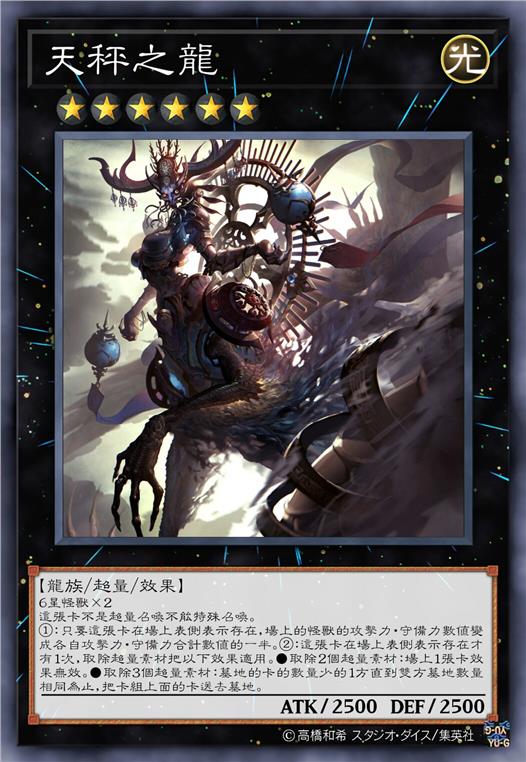 天秤之龍
光
【龍族/超量/效果】
6星怪獸×2
這張卡不是超量召喚不能特殊召喚。
①：只要這張卡在場上表側表示存在，場上的怪獸的攻擊力·守備力數值變
成各自攻擊力·守備力合計數值的一半。②：這張卡在場上表側表示存在才
有1次，取除超量素材把以下效果適用。●取除2個超量素材：場上1張卡效
果無效。●取除3個超量素材：基地的卡的數量少的1方直到雙方基地數量
相同為止，把卡組上面的卡送去基地。
ATK/2500 DEF/2500
©高橋和希 スタジオ・ダイス/集英社
YU-G